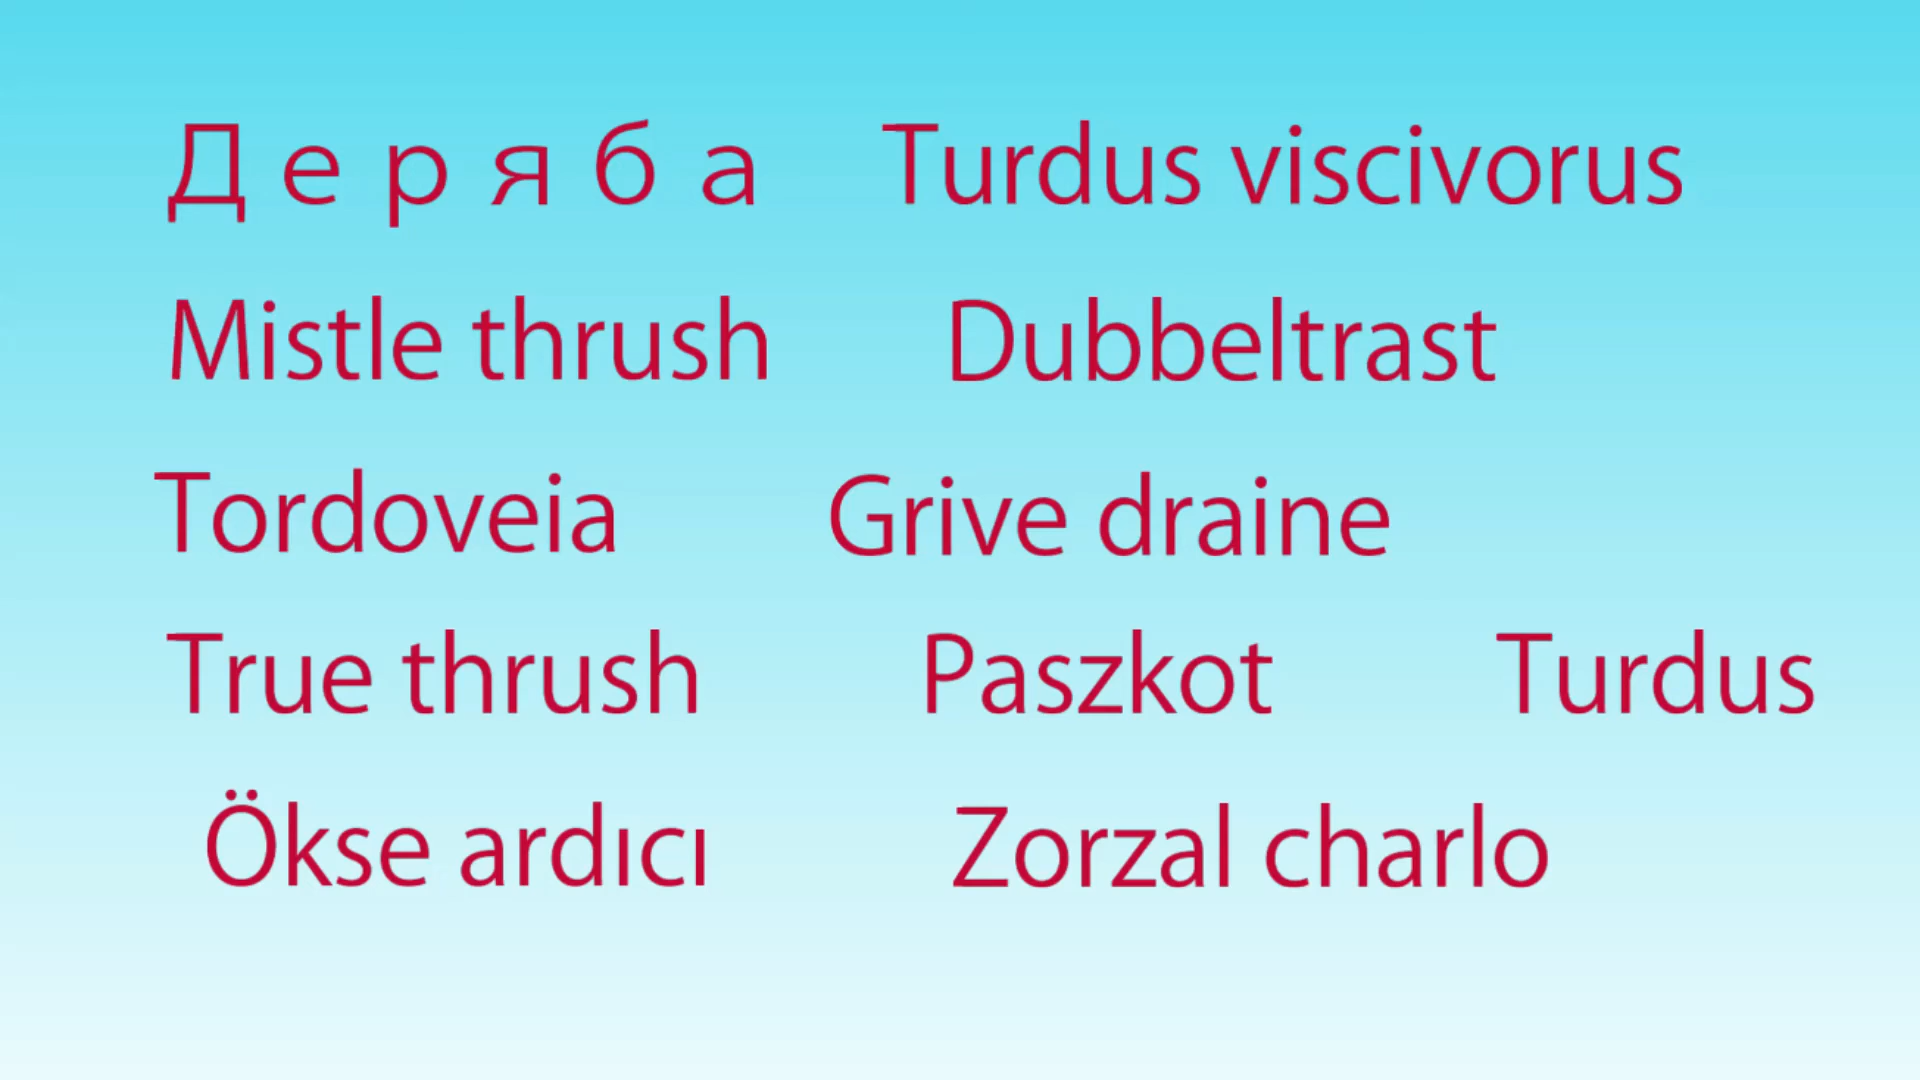 Д е р я б а Turdus viscivorus
Mistle thrush Dubbeltrast
Tordoveia Grive draine
True thrush Paszkot Turdus
Ökse ardıcı Zorzal charlo